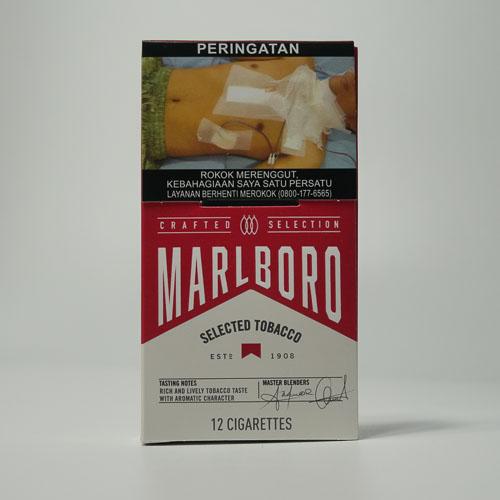 PERINGATAN
ROKOK MERENGGUT,
KEBAHAGIAAN SAYA SATU PERSATU
LAYANAN BERHENTI MEROKOK (0800-177-6565)
CRAFTED SELECTION
MARLBORO
SELECTED TOBACCO
ESTD 1908
TASTING NOTES
RICH AND LIVELY TOBACCO TASTE
WITH AROMATIC CHARACTER
MASTER BLENDERS
12 CIGARETTES